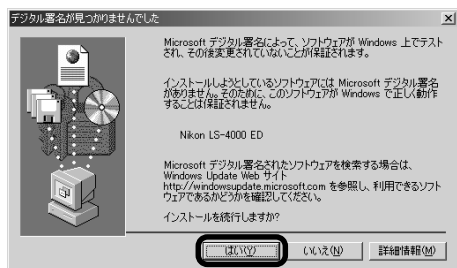 デジタル署名が見つかりませんでした
Microsoft デジタル署名によって、ソフトウェアが Windows 上でテスト
され、その後変更されていないことが保証されます。
インストールしようとしているソフトウェアには Microsoft デジタル署名
がありません。そのために、このソフトウェアが Windows で正しく動作
することは保証されません。
Nikon LS-4000 ED
Microsoft デジタル署名されたソフトウェアを検索する場合は、
Windows Update Web サイト
http://windowsupdate.microsoft.com を参照し、利用できるソフト
ウェアであるかどうかを確認してください。
インストールを続行しますか?
はい(Y)
いいえ(N)
詳細情報(M)